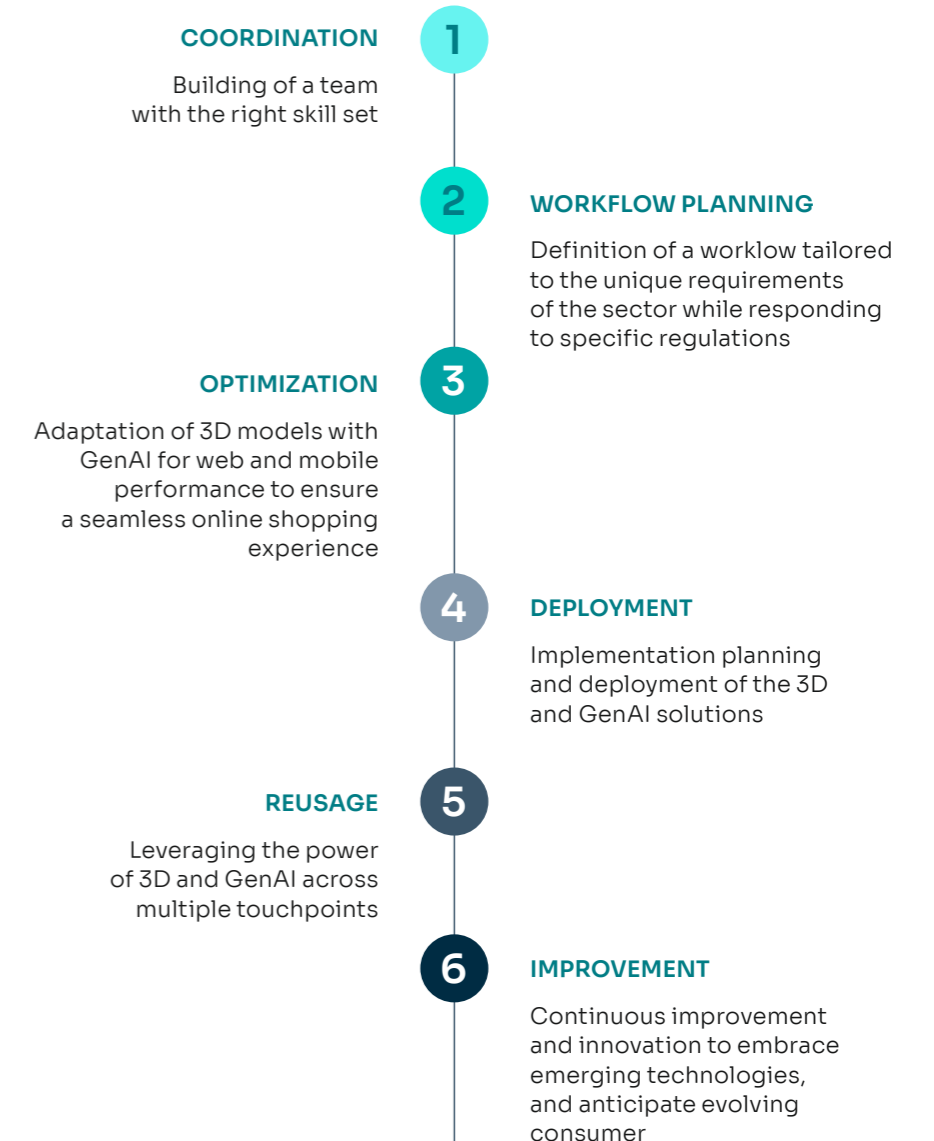 1
COORDINATION
Building of a team
with the right skill set
2
WORKFLOW PLANNING
Definition of a worklow tailored
to the unique requirements
of the sector while responding
to specific regulations
3
OPTIMIZATION
Adaptation of 3D models with
GenAI for web and mobile
performance to ensure
a seamless online shopping
experience
4
DEPLOYMENT
Implementation planning
and deployment of the 3D
and GenAI solutions
5
REUSAGE
Leveraging the power
of 3D and GenAI across
multiple touchpoints
6
IMPROVEMENT
Continuous improvement
and innovation to embrace
emerging technologies,
and anticipate evolving
consumer